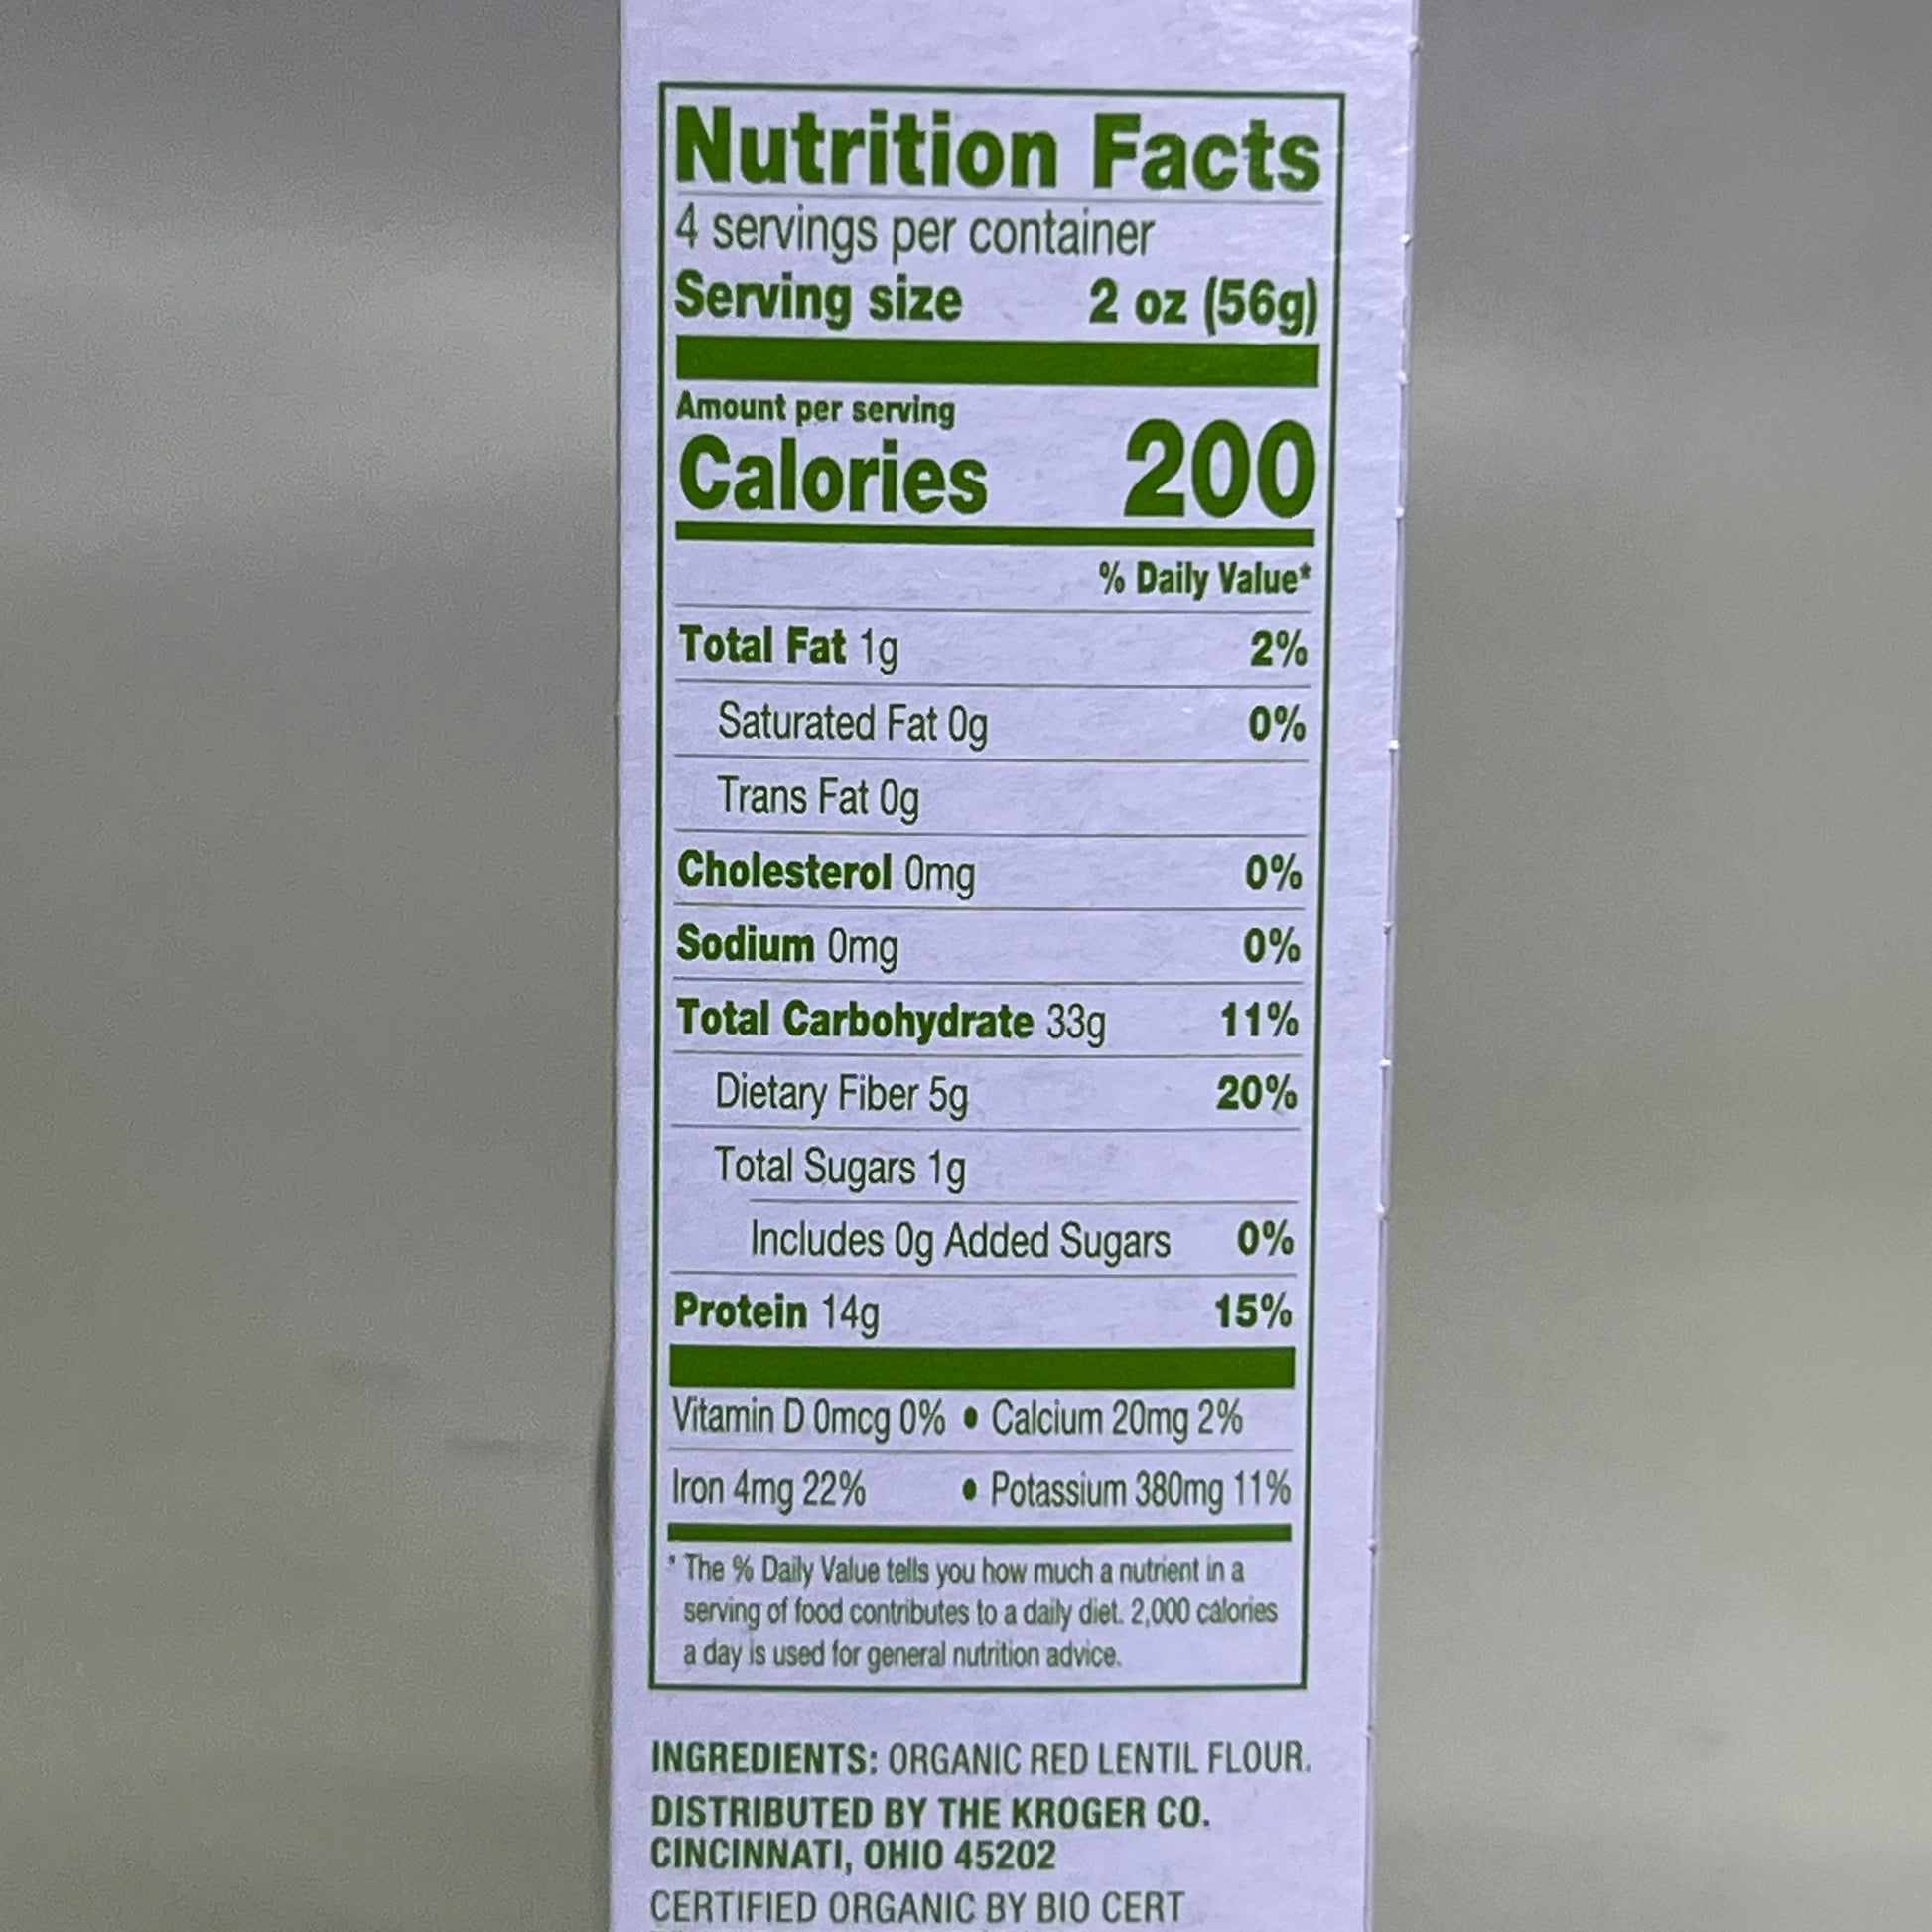 Nutrition Facts
4 servings per container
Serving size 2 oz (56g)
Amount per serving
Calories 200
% Daily Value*
Total Fat 1g 2%
Saturated Fat 0g 0%
Trans Fat 0g
Cholesterol 0mg 0%
Sodium 0mg 0%
Total Carbohydrate 33g 11%
Dietary Fiber 5g 20%
Total Sugars 1g
Includes 0g Added Sugars 0%
Protein 14g 15%
Vitamin D 0mcg 0% • Calcium 20mg 2%
Iron 4mg 22% • Potassium 380mg 11%
* The % Daily Value tells you how much a nutrient in a
serving of food contributes to a daily diet. 2,000 calories
a day is used for general nutrition advice.
INGREDIENTS: ORGANIC RED LENTIL FLOUR.
DISTRIBUTED BY THE KROGER CO.
CINCINNATI, OHIO 45202
CERTIFIED ORGANIC BY BIO CERT